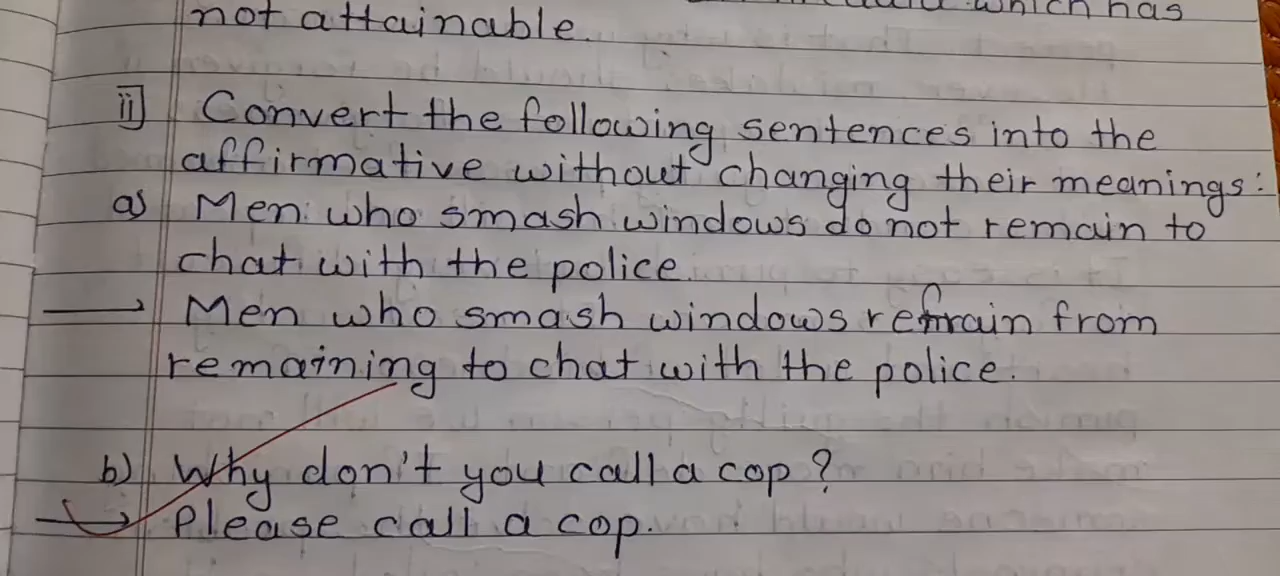 which has
not attainable.
ii] Convert the following sentences into the
affirmative without changing their meanings:
a) Men who smash windows do not remain to
chat with the police.
Men who smash windows refrain from
remaining to chat with the police.
b) Why don't you call a cop?
Please call a cop.